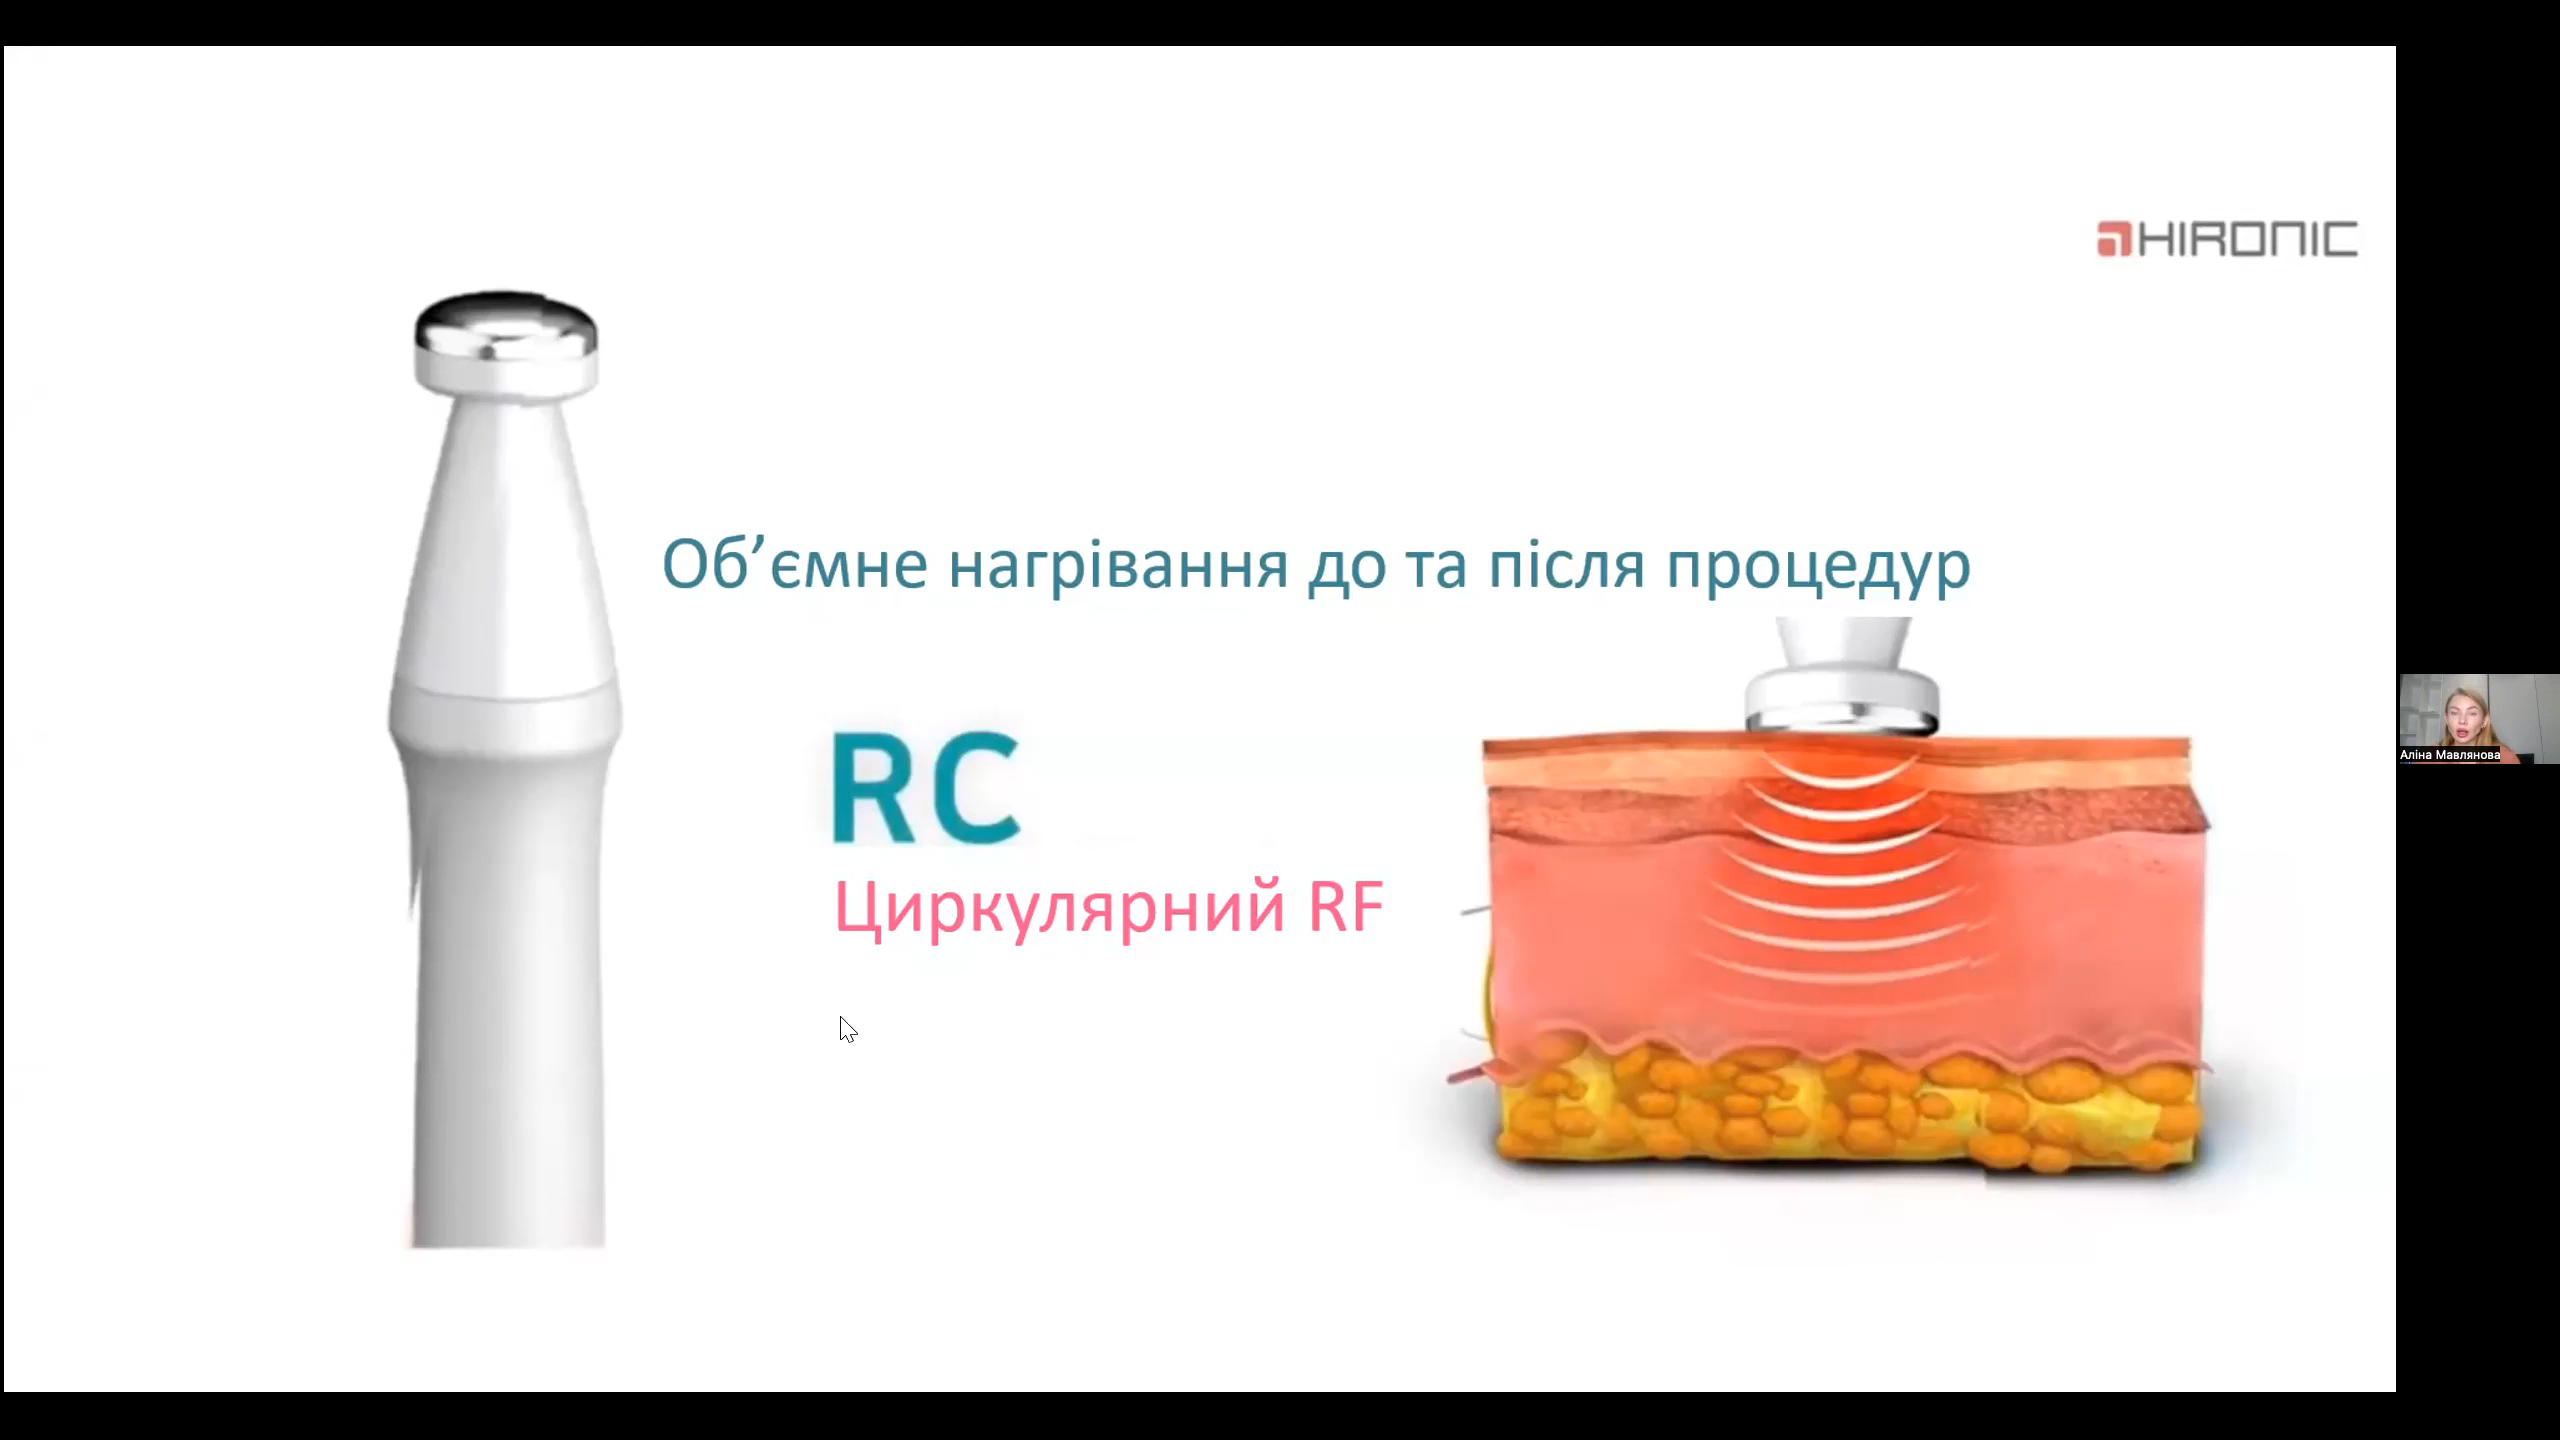 HIRONIC
Об’ємне нагрівання до та після процедур
RC
Циркулярний RF
Аліна Мавлянова